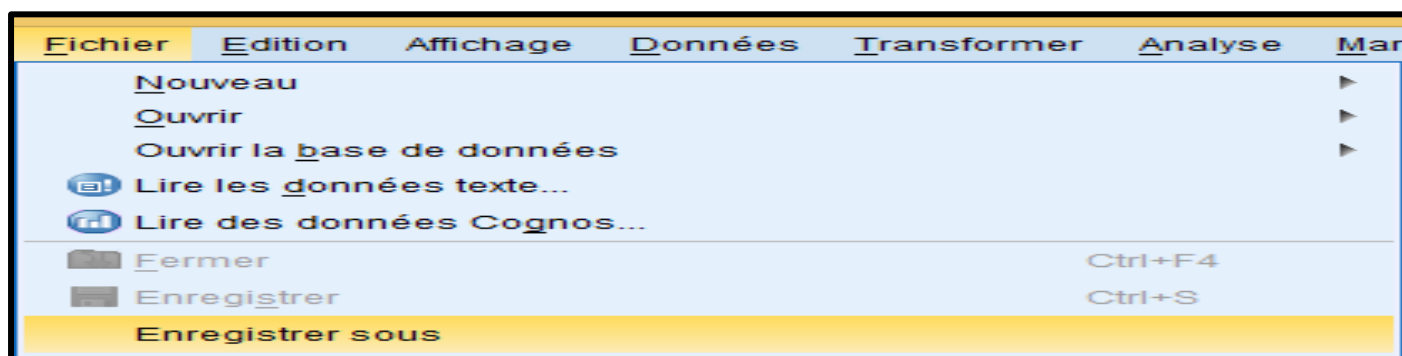 Fichier Edition Affichage Données Transformer Analyse Mar
Nouveau
Ouvrir
Ouvrir la base de données
Lire les données texte...
Lire des données Cognos...
Fermer Ctrl+F4
Enregistrer Ctrl+S
Enregistrer sous